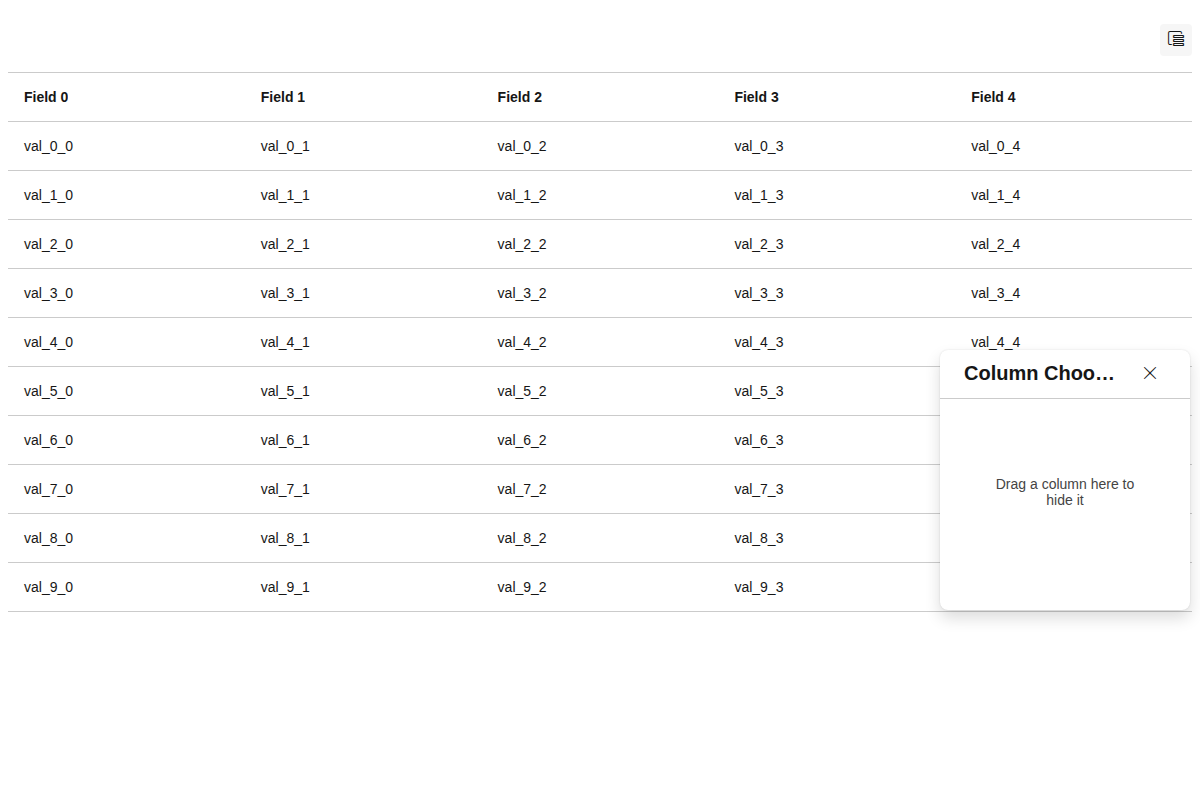 Field 0 Field 1 Field 2 Field 3 Field 4
val_0_0 val_0_1 val_0_2 val_0_3 val_0_4
val_1_0 val_1_1 val_1_2 val_1_3 val_1_4
val_2_0 val_2_1 val_2_2 val_2_3 val_2_4
val_3_0 val_3_1 val_3_2 val_3_3 val_3_4
val_4_0 val_4_1 val_4_2 val_4_3 val_4_4
val_5_0 val_5_1 val_5_2 val_5_3
val_6_0 val_6_1 val_6_2 val_6_3
val_7_0 val_7_1 val_7_2 val_7_3
val_8_0 val_8_1 val_8_2 val_8_3
val_9_0 val_9_1 val_9_2 val_9_3
Column Choo...
Drag a column here to
hide it